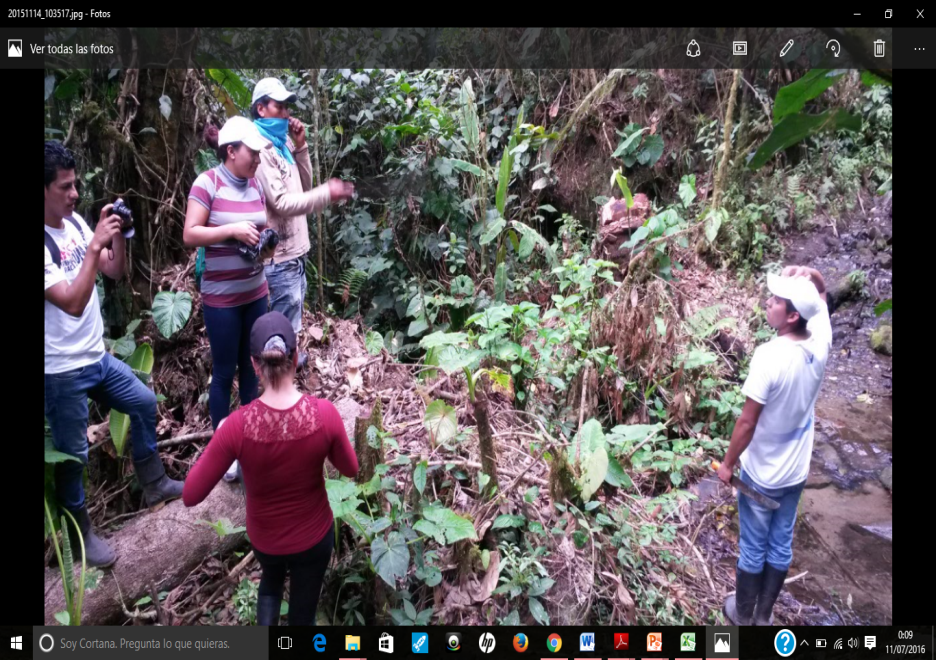 20151114_103517.jpg - Fotos
Ver todas las fotos
Soy Cortana. Pregunta lo que quieras.
0:09
11/07/2016